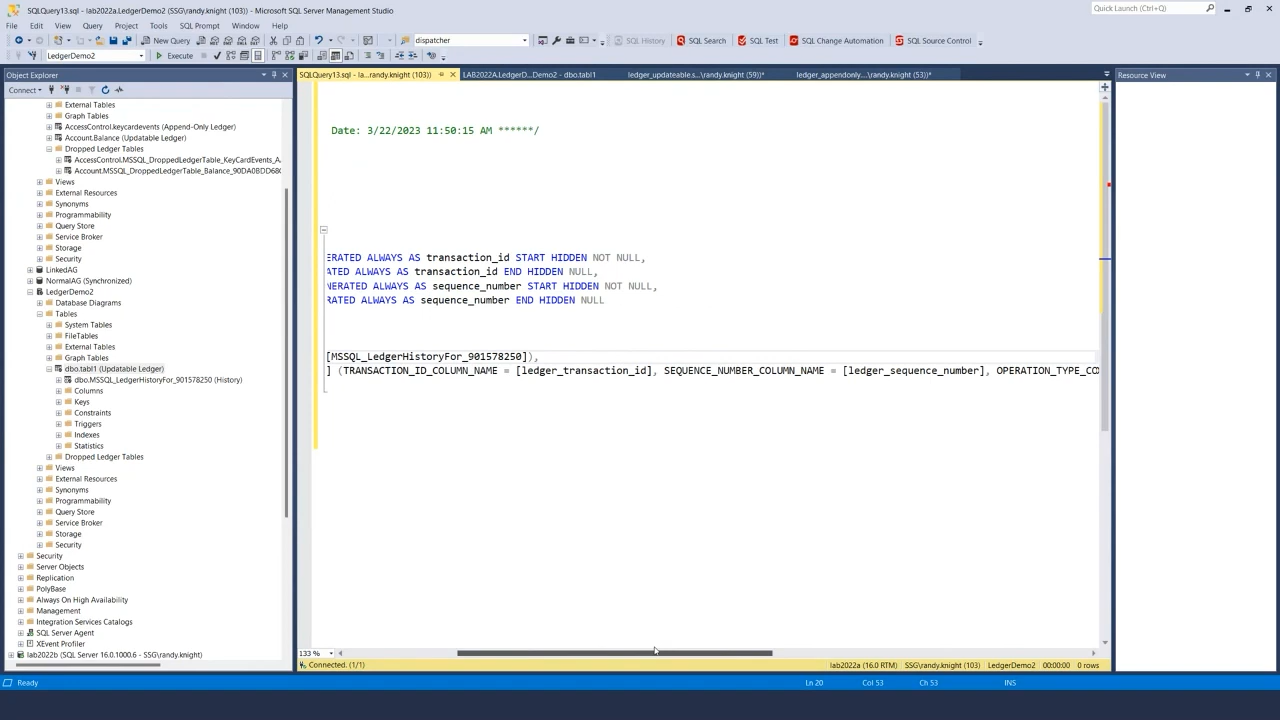 SQLQuery13.sql - lab2022a.LedgerDemo2 (SSG\randy.knight (103)) - Microsoft SQL Server Management Studio
Quick Launch (Ctrl+Q)
File Edit View Query Project Tools SQL Prompt Window Help
New Query
dispatcher
SQL History
SQL Search
SQL Test
SQL Change Automation
SQL Source Control
LedgerDemo2
Execute
Object Explorer
Connect
External Tables
Graph Tables
AccessControl.keycardevents (Append-Only Ledger)
Account.Balance (Updatable Ledger)
Dropped Ledger Tables
AccessControl.MSSQL_DroppedLedgerTable_KeyCardEvents_A
Account.MSSQL_DroppedLedgerTable_Balance_90DA0BDD68
Views
External Resources
Synonyms
Programmability
Query Store
Service Broker
Storage
Security
LinkedAG
NormalAG (Synchronized)
LedgerDemo2
Database Diagrams
Tables
System Tables
FileTables
External Tables
Graph Tables
dbo.tabl1 (Updatable Ledger)
dbo.MSSQL_LedgerHistoryFor_901578250 (History)
Columns
Keys
Constraints
Triggers
Indexes
Statistics
Dropped Ledger Tables
Views
External Resources
Synonyms
Programmability
Query Store
Service Broker
Storage
Security
Security
Server Objects
Replication
PolyBase
Always On High Availability
Management
Integration Services Catalogs
SQL Server Agent
XEvent Profiler
lab2022b (SQL Server 16.0.1000.6 - SSG\randy.knight)
SQLQuery13.sql - la...randy.knight (103))
LAB2022A.LedgerD...Demo2 - dbo.tabl1
ledger_updateable.s...\randy.knight (59))*
ledger_appendonly....\randy.knight (53))*
Date: 3/22/2023 11:50:15 AM ******/
ERATED ALWAYS AS transaction_id START HIDDEN NOT NULL,
ATED ALWAYS AS transaction_id END HIDDEN NULL,
NERATED ALWAYS AS sequence_number START HIDDEN NOT NULL,
RATED ALWAYS AS sequence_number END HIDDEN NULL
[MSSQL_LedgerHistoryFor_901578250]),
] (TRANSACTION_ID_COLUMN_NAME = [ledger_transaction_id], SEQUENCE_NUMBER_COLUMN_NAME = [ledger_sequence_number], OPERATION_TYPE_CO
133 %
Connected. (1/1)
lab2022a (16.0 RTM)
SSG\randy.knight (103)
LedgerDemo2
00:00:00
0 rows
Resource View
Ready
Ln 20
Col 53
Ch 53
INS